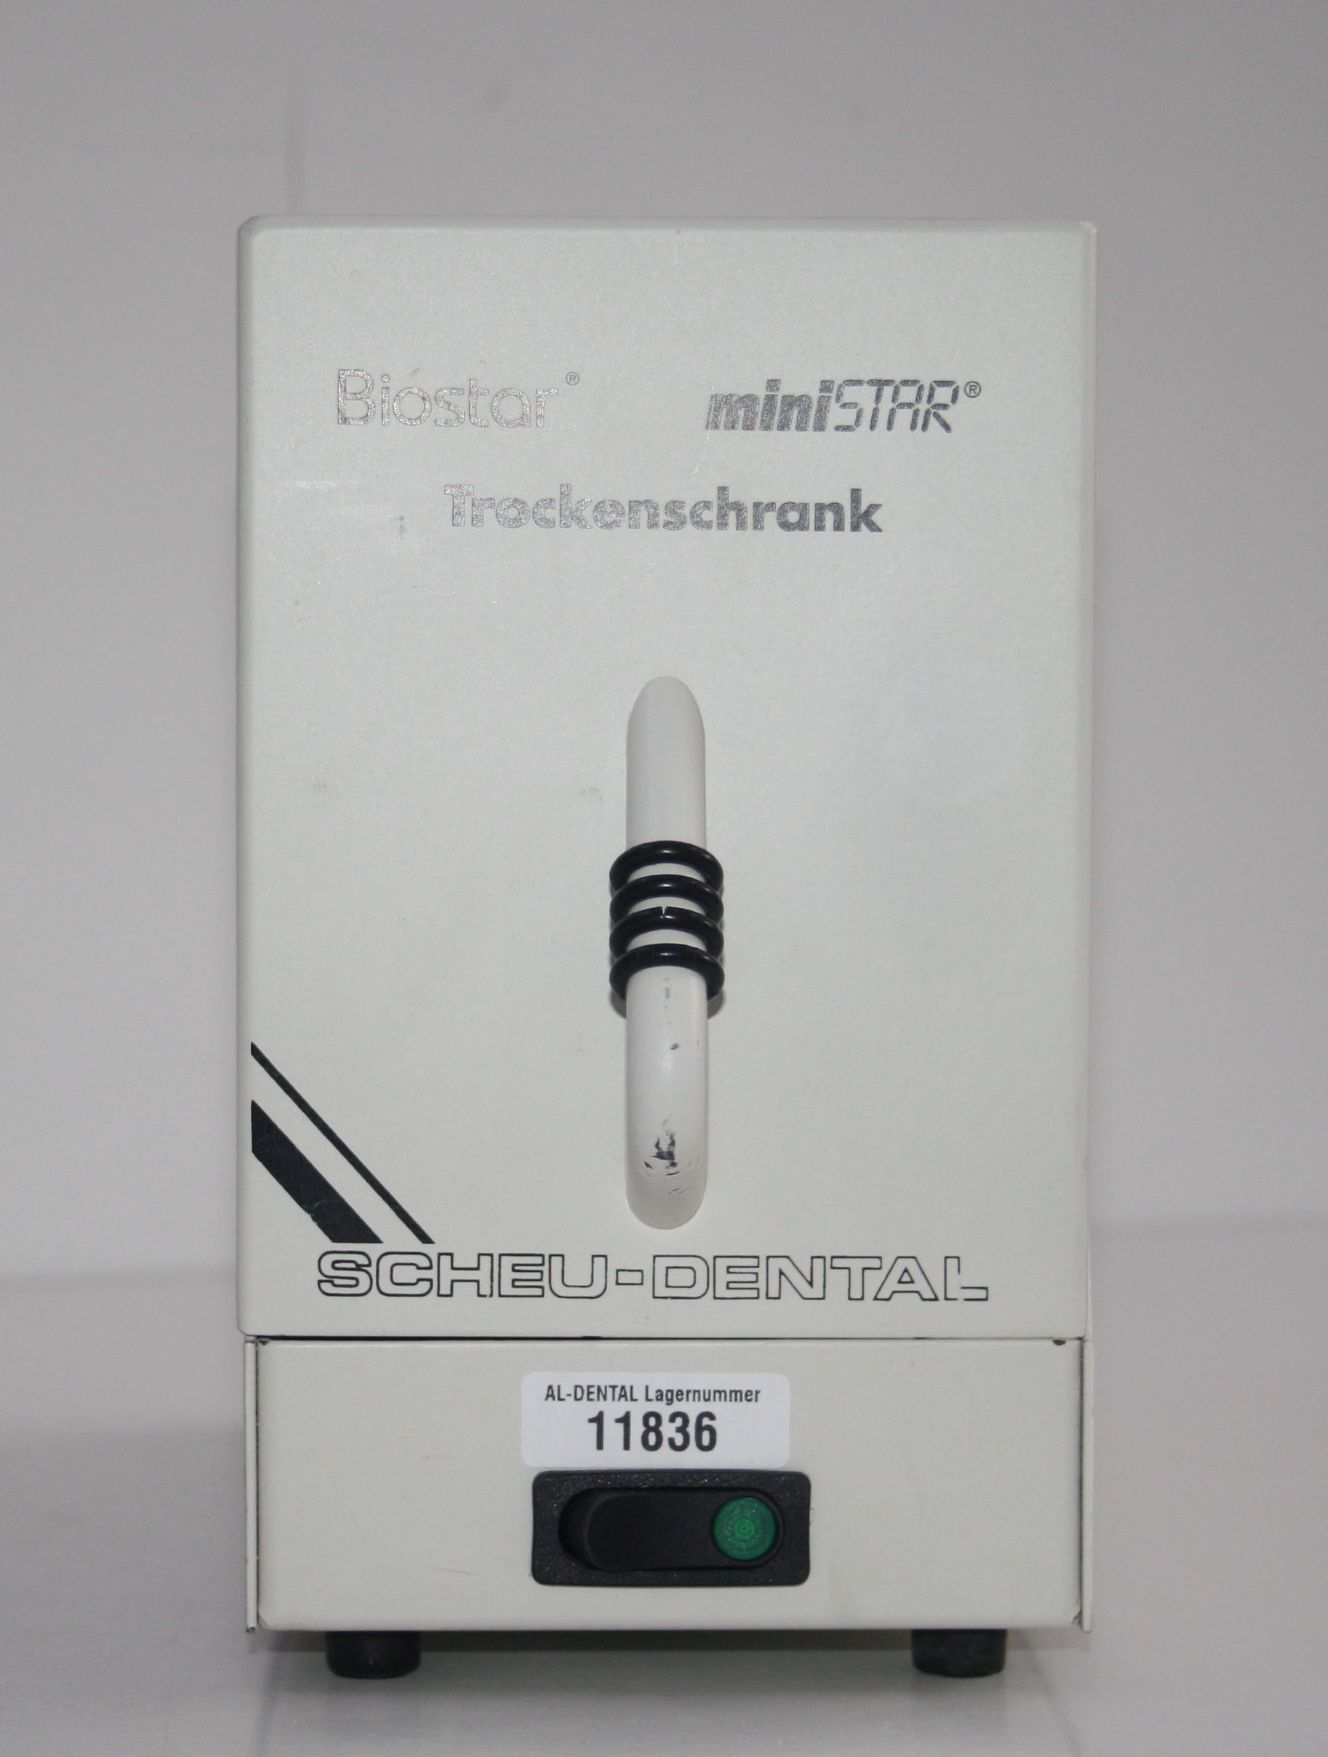 Biostar® miniSTAR®
Trockenschrank
SCHEU-DENTAL
AL-DENTAL Lagernummer
11836